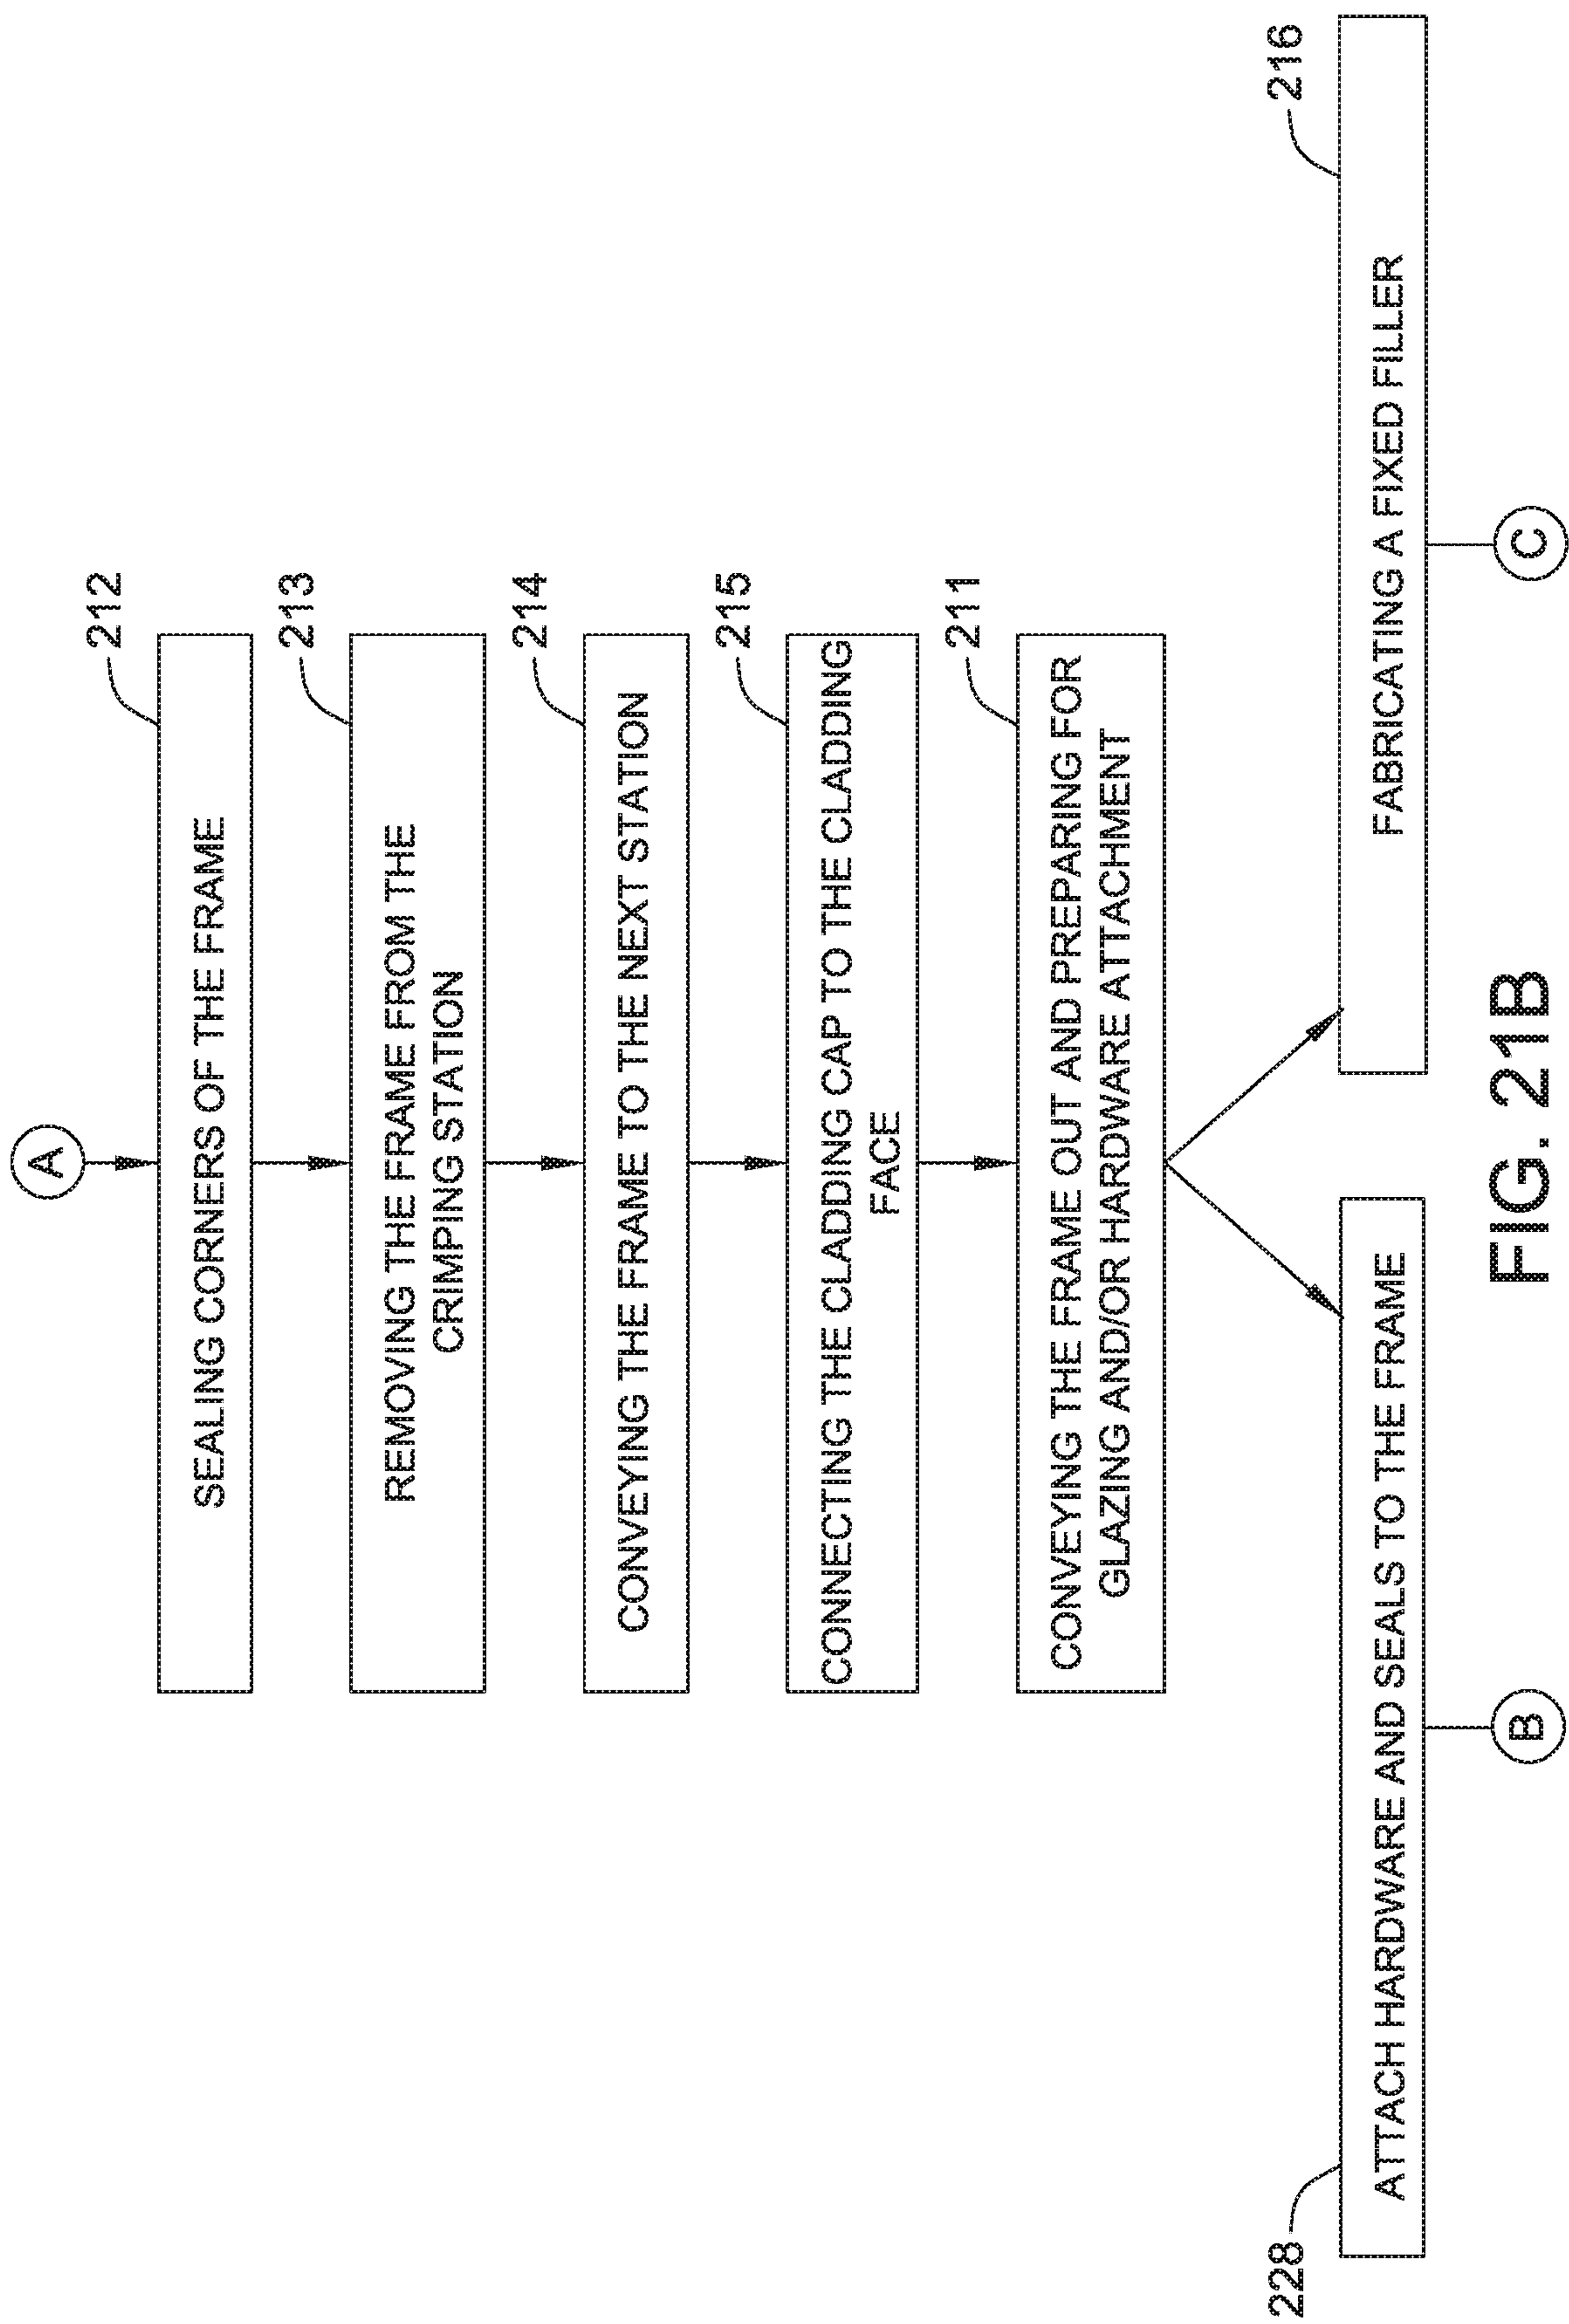 A
212
SEALING CORNERS OF THE FRAME
213
REMOVING THE FRAME FROM THE
CRIMPING STATION
214
CONVEYING THE FRAME TO THE NEXT STATION
215
CONNECTING THE CLADDING CAP TO THE CLADDING
FACE
211
CONVEYING THE FRAME OUT AND PREPARING FOR
GLAZING AND/OR HARDWARE ATTACHMENT
228
ATTACH HARDWARE AND SEALS TO THE FRAME
B
216
FABRICATING A FIXED FILLER
C
FIG. 21B